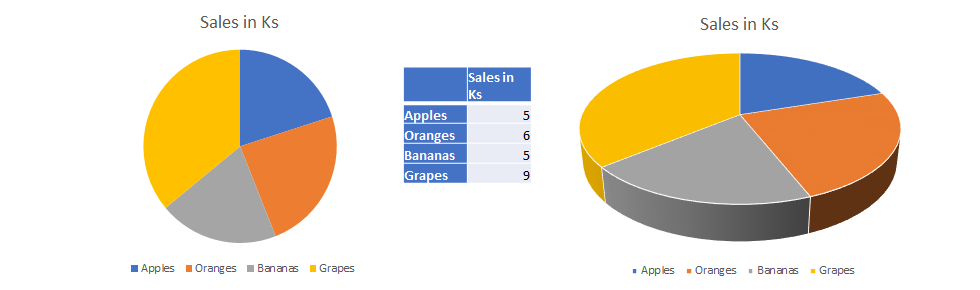 Sales in Ks
Apples Oranges Bananas Grapes
Sales in
Ks
Apples 5
Oranges 6
Bananas 5
Grapes 9
Sales in Ks
Apples Oranges Bananas Grapes